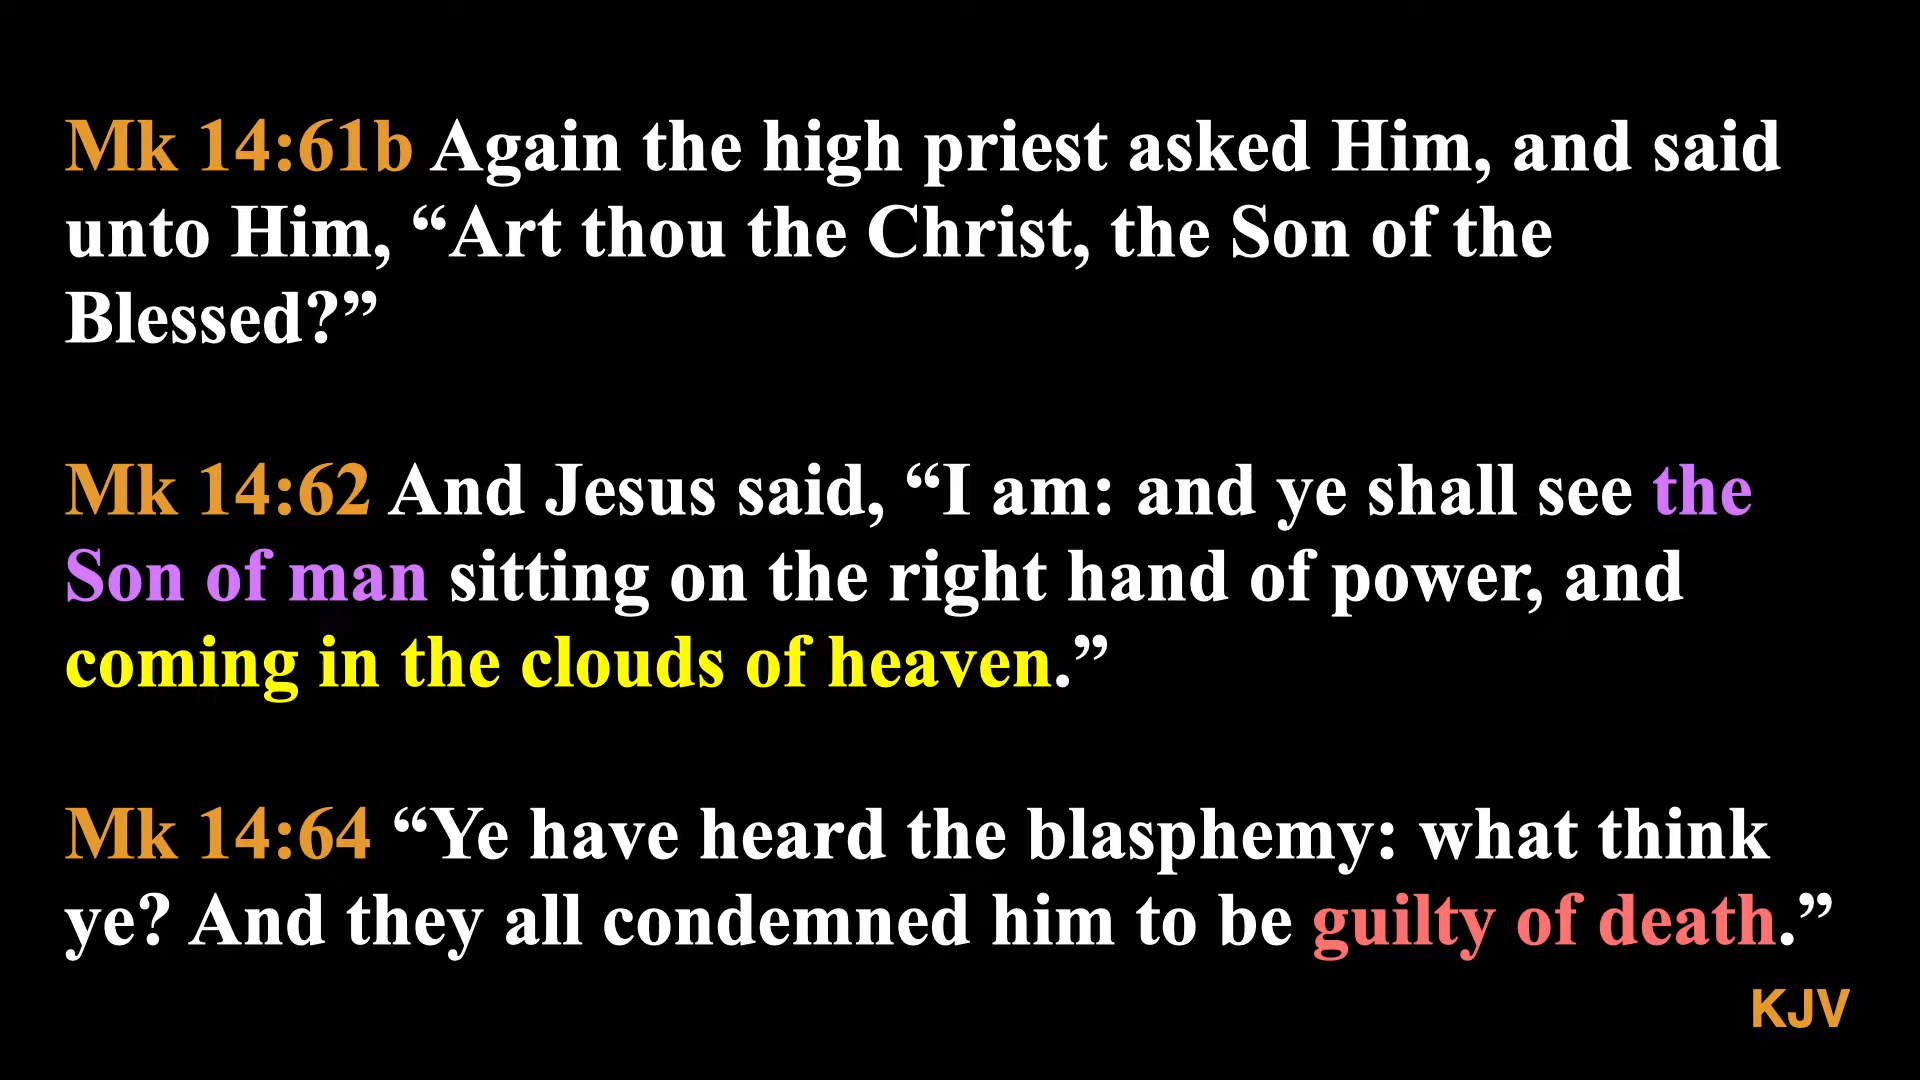 Mk 14:61b Again the high priest asked Him, and said
unto Him, “Art thou the Christ, the Son of the
Blessed?”
Mk 14:62 And Jesus said, “I am: and ye shall see the
Son of man sitting on the right hand of power, and
coming in the clouds of heaven.”
Mk 14:64 “Ye have heard the blasphemy: what think
ye? And they all condemned him to be guilty of death.”
KJV